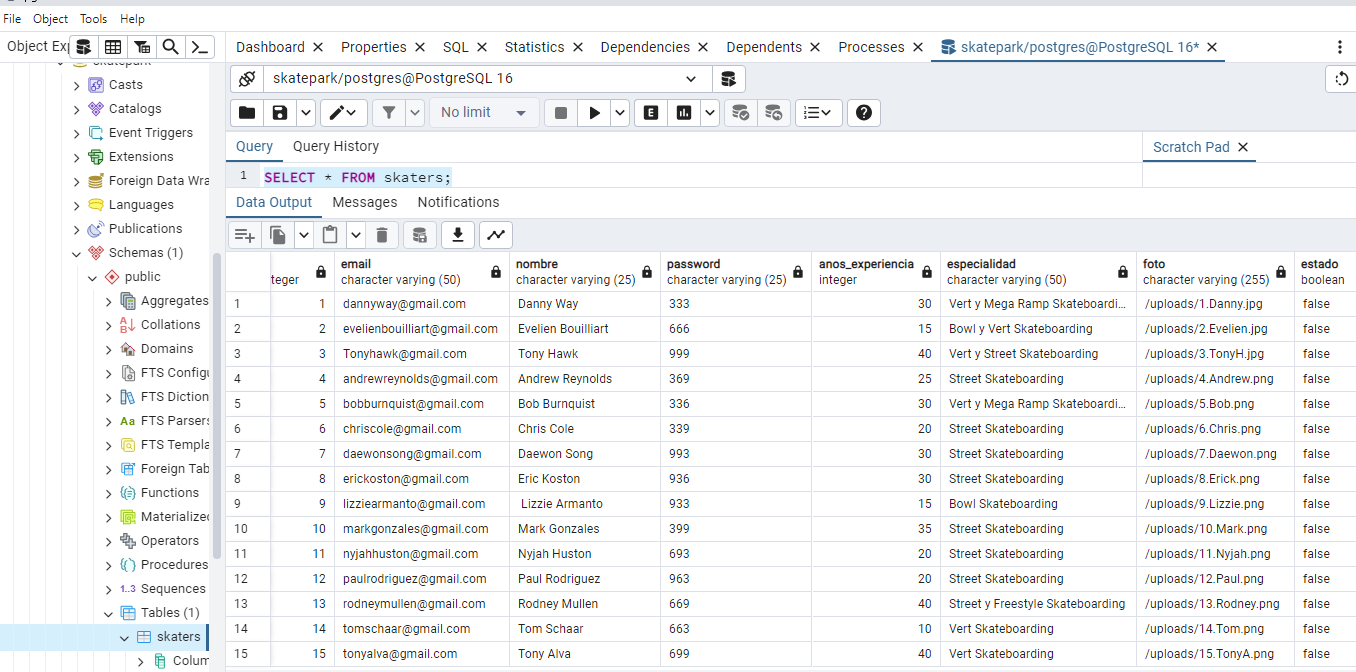 File Object Tools Help
Object Ex
Dashboard Properties SQL Statistics Dependencies Dependents Processes skatepark/postgres@PostgreSQL 16*
skatepark/postgres@PostgreSQL 16
No limit
E
Query Query History
Scratch Pad
1 SELECT * FROM skaters;
Data Output Messages Notifications
skatepark
Casts
Catalogs
Event Triggers
Extensions
Foreign Data Wra
Languages
Publications
Schemas (1)
public
Aggregates
Collations
Domains
FTS Configu
FTS Diction
Aa FTS Parsers
FTS Templa
Foreign Tab
Functions
Materialized
Operators
Procedures
1..3 Sequences
Tables (1)
skaters
Colum
teger
email
character varying (50)
nombre
character varying (25)
password
character varying (25)
anos_experiencia
integer
especialidad
character varying (50)
foto
character varying (255)
estado
boolean
1 1 dannyway@gmail.com Danny Way 333 30 Vert y Mega Ramp Skateboardi... /uploads/1.Danny.jpg false
2 2 evelienbouilliart@gmail.com Evelien Bouilliart 666 15 Bowl y Vert Skateboarding /uploads/2.Evelien.jpg false
3 3 Tonyhawk@gmail.com Tony Hawk 999 40 Vert y Street Skateboarding /uploads/3.TonyH.jpg false
4 4 andrewreynolds@gmail.com Andrew Reynolds 369 25 Street Skateboarding /uploads/4.Andrew.png false
5 5 bobburnquist@gmail.com Bob Burnquist 336 30 Vert y Mega Ramp Skateboardi... /uploads/5.Bob.png false
6 6 chriscole@gmail.com Chris Cole 339 20 Street Skateboarding /uploads/6.Chris.png false
7 7 daewonsong@gmail.com Daewon Song 993 30 Street Skateboarding /uploads/7.Daewon.png false
8 8 erickoston@gmail.com Eric Koston 936 30 Street Skateboarding /uploads/8.Erick.png false
9 9 lizziearmanto@gmail.com Lizzie Armanto 933 15 Bowl Skateboarding /uploads/9.Lizzie.png false
10 10 markgonzales@gmail.com Mark Gonzales 399 35 Street Skateboarding /uploads/10.Mark.png false
11 11 nyjahhuston@gmail.com Nyjah Huston 693 20 Street Skateboarding /uploads/11.Nyjah.png false
12 12 paulrodriguez@gmail.com Paul Rodriguez 963 20 Street Skateboarding /uploads/12.Paul.png false
13 13 rodneymullen@gmail.com Rodney Mullen 669 40 Street y Freestyle Skateboarding /uploads/13.Rodney.png false
14 14 tomschaar@gmail.com Tom Schaar 663 10 Vert Skateboarding /uploads/14.Tom.png false
15 15 tonyalva@gmail.com Tony Alva 699 40 Vert Skateboarding /uploads/15.TonyA.png false